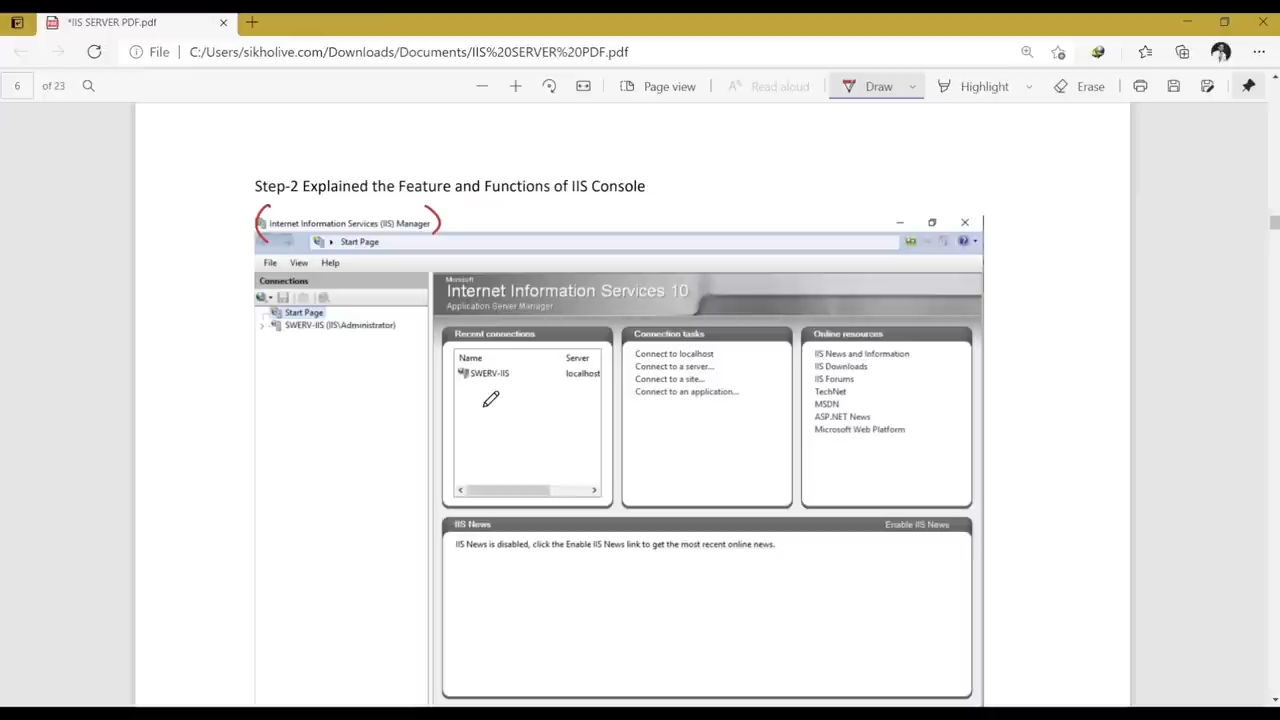 *IIS SERVER PDF.pdf
File C:/Users/sikholive.com/Downloads/Documents/IIS%20SERVER%20PDF.pdf
6 of 23 Page view Read aloud Draw Highlight Erase
Step-2 Explained the Feature and Functions of IIS Console
Internet Information Services (IIS) Manager
Start Page
File View Help
Connections
Start Page
SWERV-IIS (IIS\Administrator)
Microsoft
Internet Information Services 10
Application Server Manager
Recent connections
Name Server
SWERV-IIS localhost
Connection tasks
Connect to localhost
Connect to a server...
Connect to a site...
Connect to an application...
Online resources
IIS News and Information
IIS Downloads
IIS Forums
TechNet
MSDN
ASP.NET News
Microsoft Web Platform
IIS News Enable IIS News
IIS News is disabled, click the Enable IIS News link to get the most recent online news.